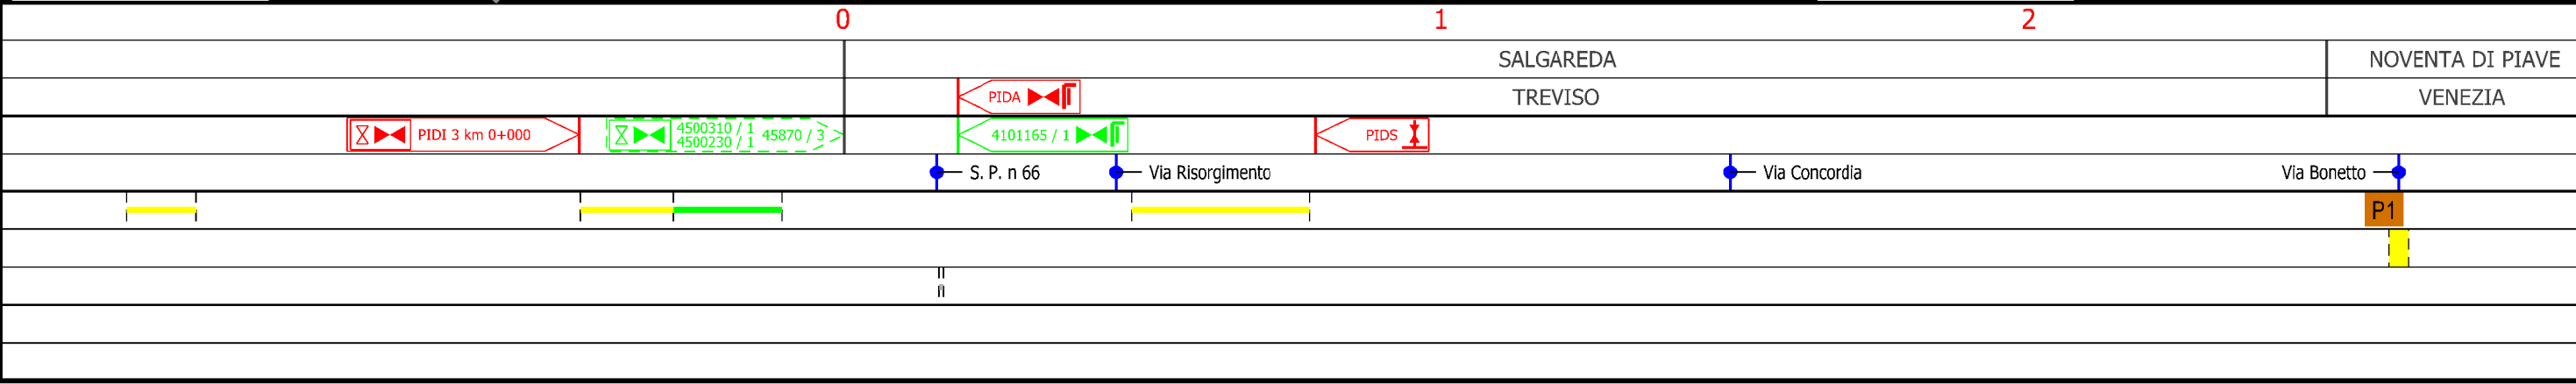 0 1 2
SALGAREDA NOVENTA DI PIAVE
PIDA TREVISO VENEZIA
PIDI 3 km 0+000 4500310 / 1 45870 / 3 4101165 / 1 PIDS
4500230 / 1
S. P. n 66 Via Risorgimento Via Concordia Via Bonetto
P1